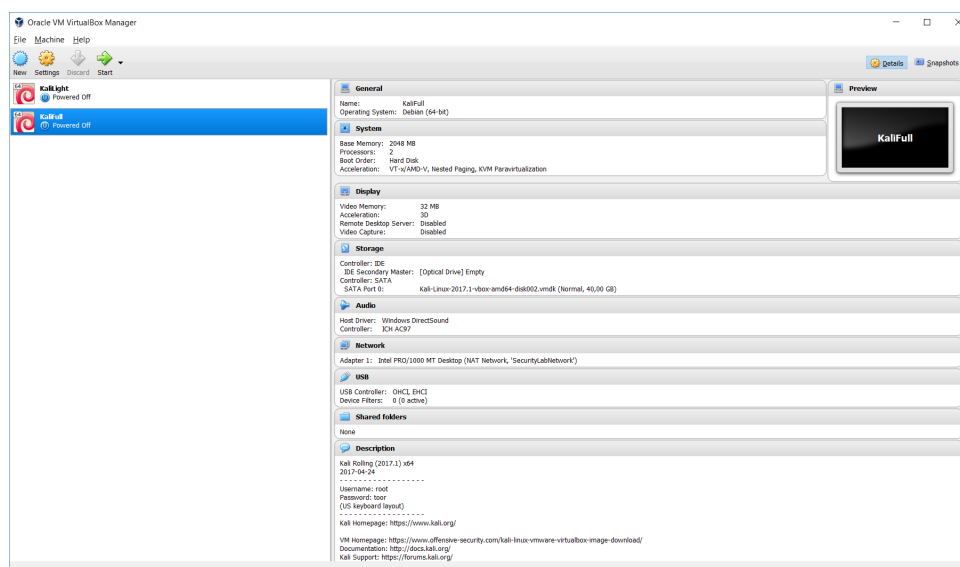 Oracle VM VirtualBox Manager
File Machine Help
New Settings Discard Start
Details Snapshots
64 KaliLight
Powered Off
64 KaliFull
Powered Off
General
Name: KaliFull
Operating System: Debian (64-bit)
System
Base Memory: 2048 MB
Processors: 2
Boot Order: Hard Disk
Acceleration: VT-x/AMD-V, Nested Paging, KVM Paravirtualization
Preview
KaliFull
Display
Video Memory: 32 MB
Acceleration: 3D
Remote Desktop Server: Disabled
Video Capture: Disabled
Storage
Controller: IDE
IDE Secondary Master: [Optical Drive] Empty
Controller: SATA
SATA Port 0: Kali-Linux-2017.1-vbox-amd64-disk002.vmdk (Normal, 40,00 GB)
Audio
Host Driver: Windows DirectSound
Controller: ICH AC97
Network
Adapter 1: Intel PRO/1000 MT Desktop (NAT Network, 'SecurityLabNetwork')
USB
USB Controller: OHCI, EHCI
Device Filters: 0 (0 active)
Shared folders
None
Description
Kali Rolling (2017.1) x64
2017-04-24
- - - - - - - - - - - - - - - - - -
Username: root
Password: toor
(US keyboard layout)
- - - - - - - - - - - - - - - - - -
Kali Homepage: https://www.kali.org/
VM Homepage: https://www.offensive-security.com/kali-linux-vmware-virtualbox-image-download/
Documentation: http://docs.kali.org/
Kali Support: https://forums.kali.org/